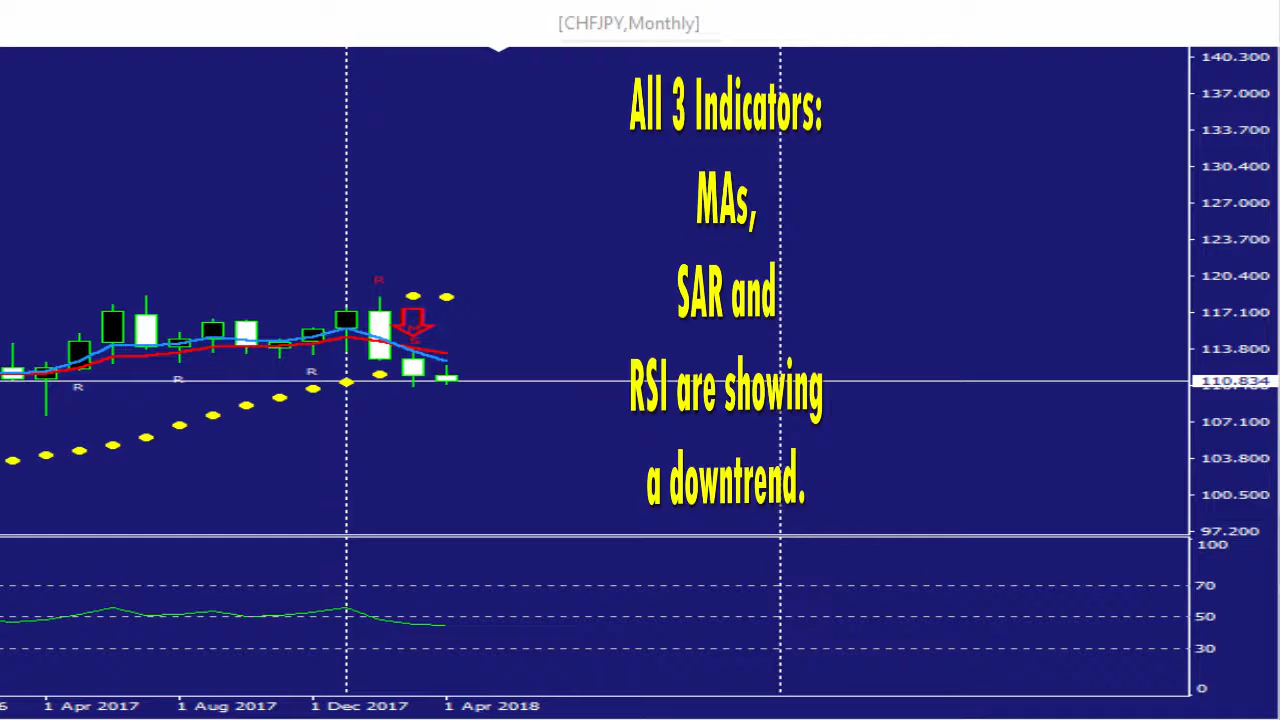 [CHFJPY,Monthly]
All 3 Indicators:
MAs,
SAR and
RSI are showing
a downtrend.
140.300
137.000
133.700
130.400
127.000
123.700
120.400
117.100
113.800
110.834
107.100
103.800
100.500
97.200
R
R
R
R
100
70
50
30
0
6
1 Apr 2017
1 Aug 2017
1 Dec 2017
1 Apr 2018